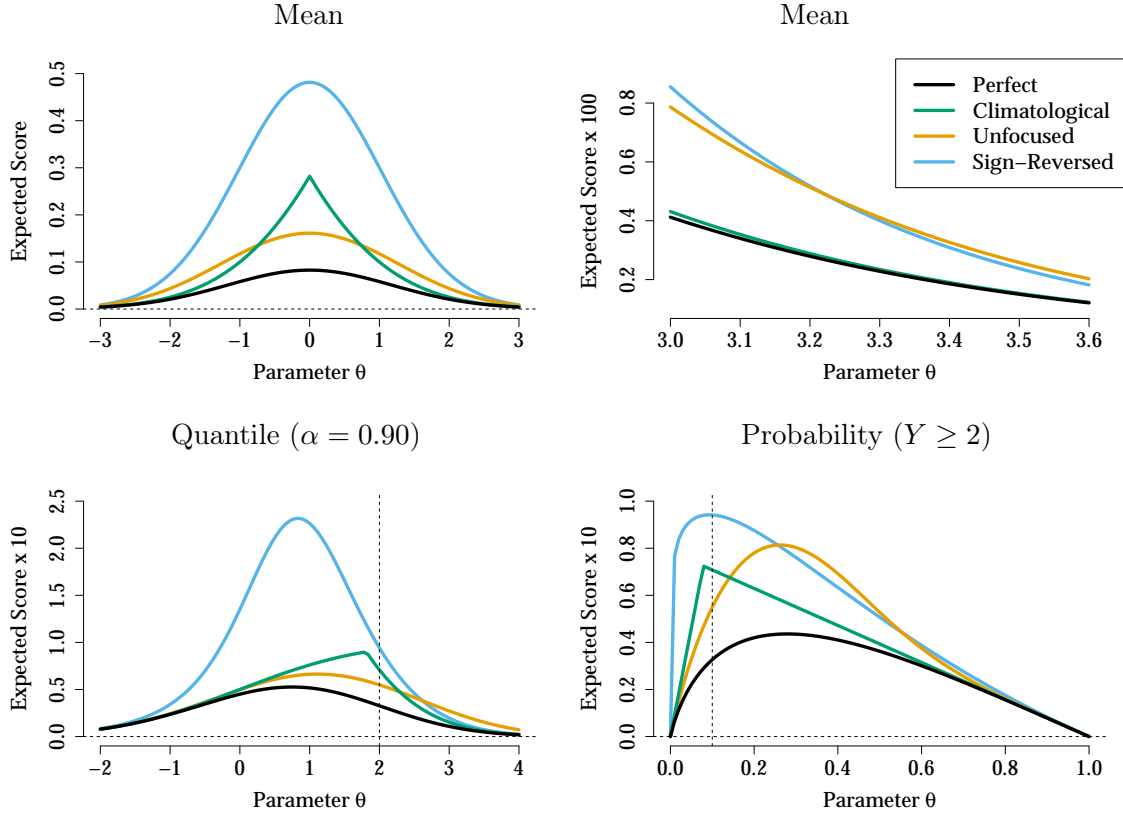 Mean
Expected Score
0.0 0.1 0.2 0.3 0.4 0.5
−3 −2 −1 0 1 2 3
Parameter θ
Mean
Expected Score x 100
0.2 0.4 0.6 0.8
3.0 3.1 3.2 3.3 3.4 3.5 3.6
Parameter θ
Perfect
Climatological
Unfocused
Sign−Reversed
Quantile (α = 0.90)
Expected Score x 10
0.0 0.5 1.0 1.5 2.0 2.5
−2 −1 0 1 2 3 4
Parameter θ
Probability (Y ≥ 2)
Expected Score x 10
0.0 0.2 0.4 0.6 0.8 1.0
0.0 0.2 0.4 0.6 0.8 1.0
Parameter θ